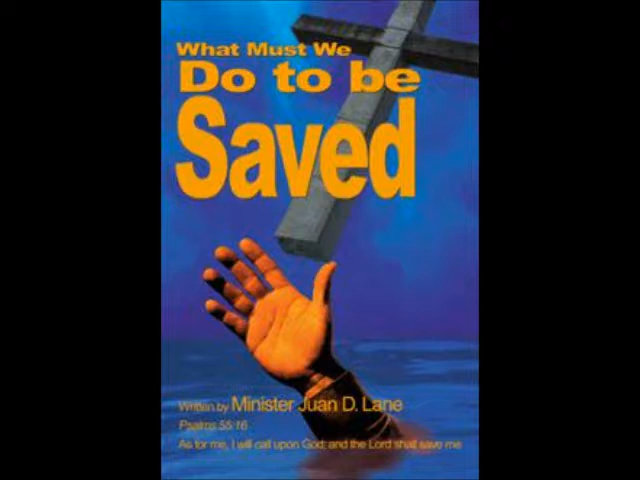 What Must We
Do to be
Saved
Written by Minister Juan D. Lane
Psalms 55:16
As for me, I will call upon God; and the Lord shall save me